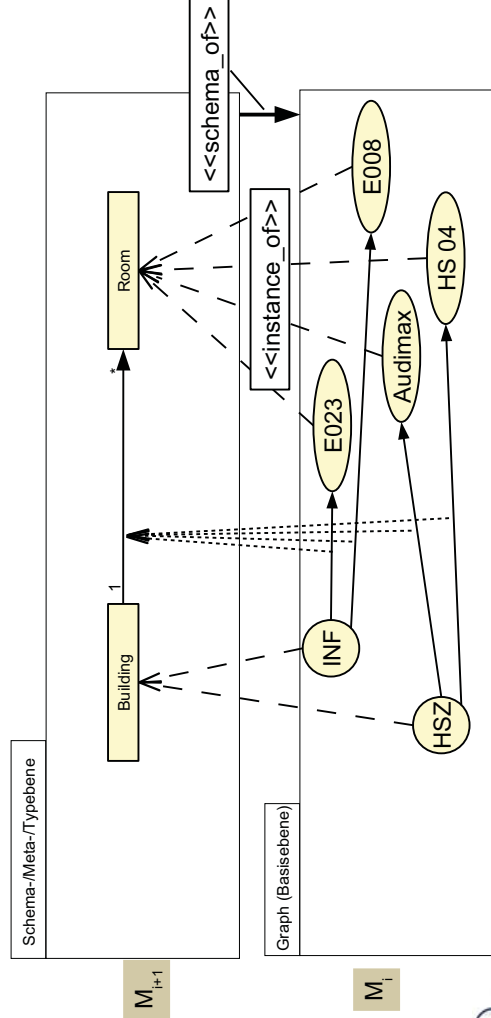 Schema-/Meta-/Typebene
M i+1
Building
1
*
Room
<<schema_of>>
<<instance_of>>
Graph (Basisebene)
M i
INF
HSZ
E023
Audimax
HS 04
E008